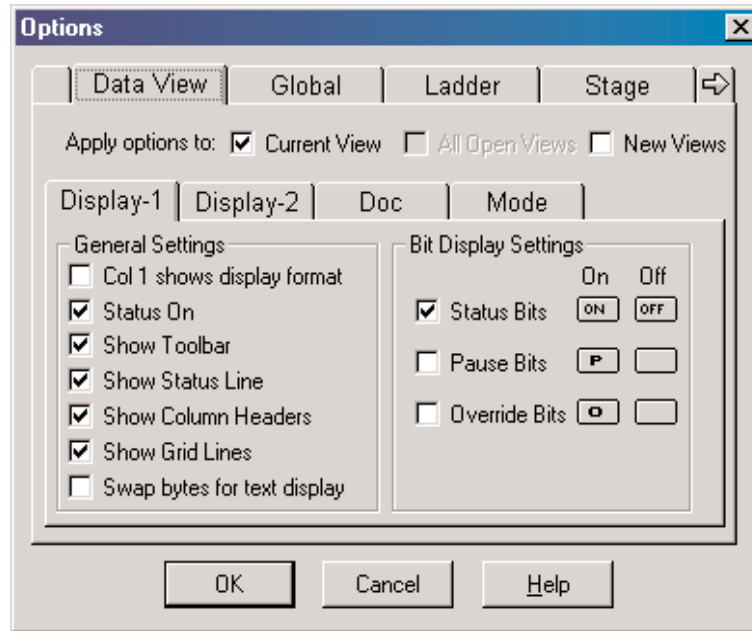 Options
Data View Global Ladder Stage
Apply options to: Current View All Open Views New Views
Display-1 Display-2 Doc Mode
General Settings
Col 1 shows display format
Status On
Show Toolbar
Show Status Line
Show Column Headers
Show Grid Lines
Swap bytes for text display
Bit Display Settings
On Off
Status Bits ON OFF
Pause Bits P
Override Bits O
OK Cancel Help